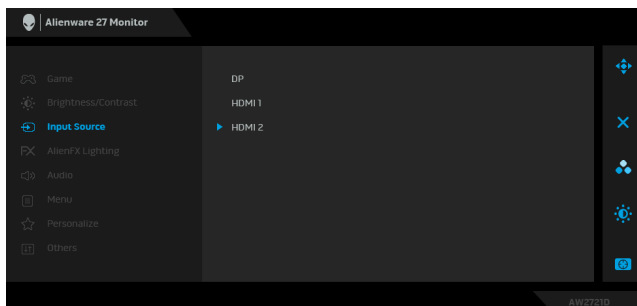 Alienware 27 Monitor
Game
Brightness/Contrast
Input Source
AlienFX Lighting
Audio
Menu
Personalize
Others
DP
HDMI 1
HDMI 2
AW2721D